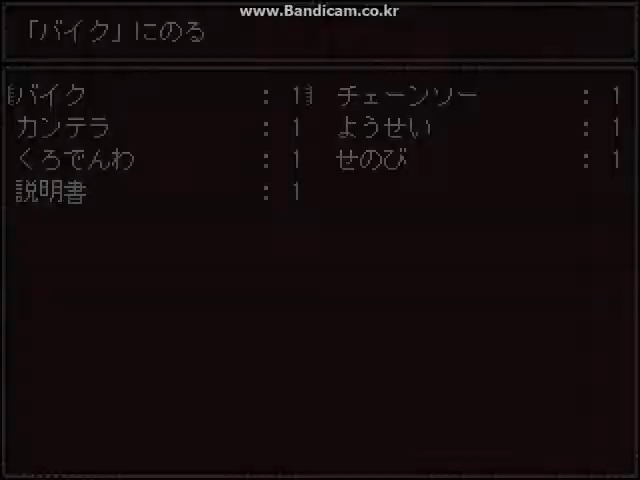 www.Bandicam.co.kr
「バイク」にのる
バイク : 1 チェーンソー : 1
カンテラ : 1 ようせい : 1
くろでんわ : 1 せのび : 1
説明書 : 1